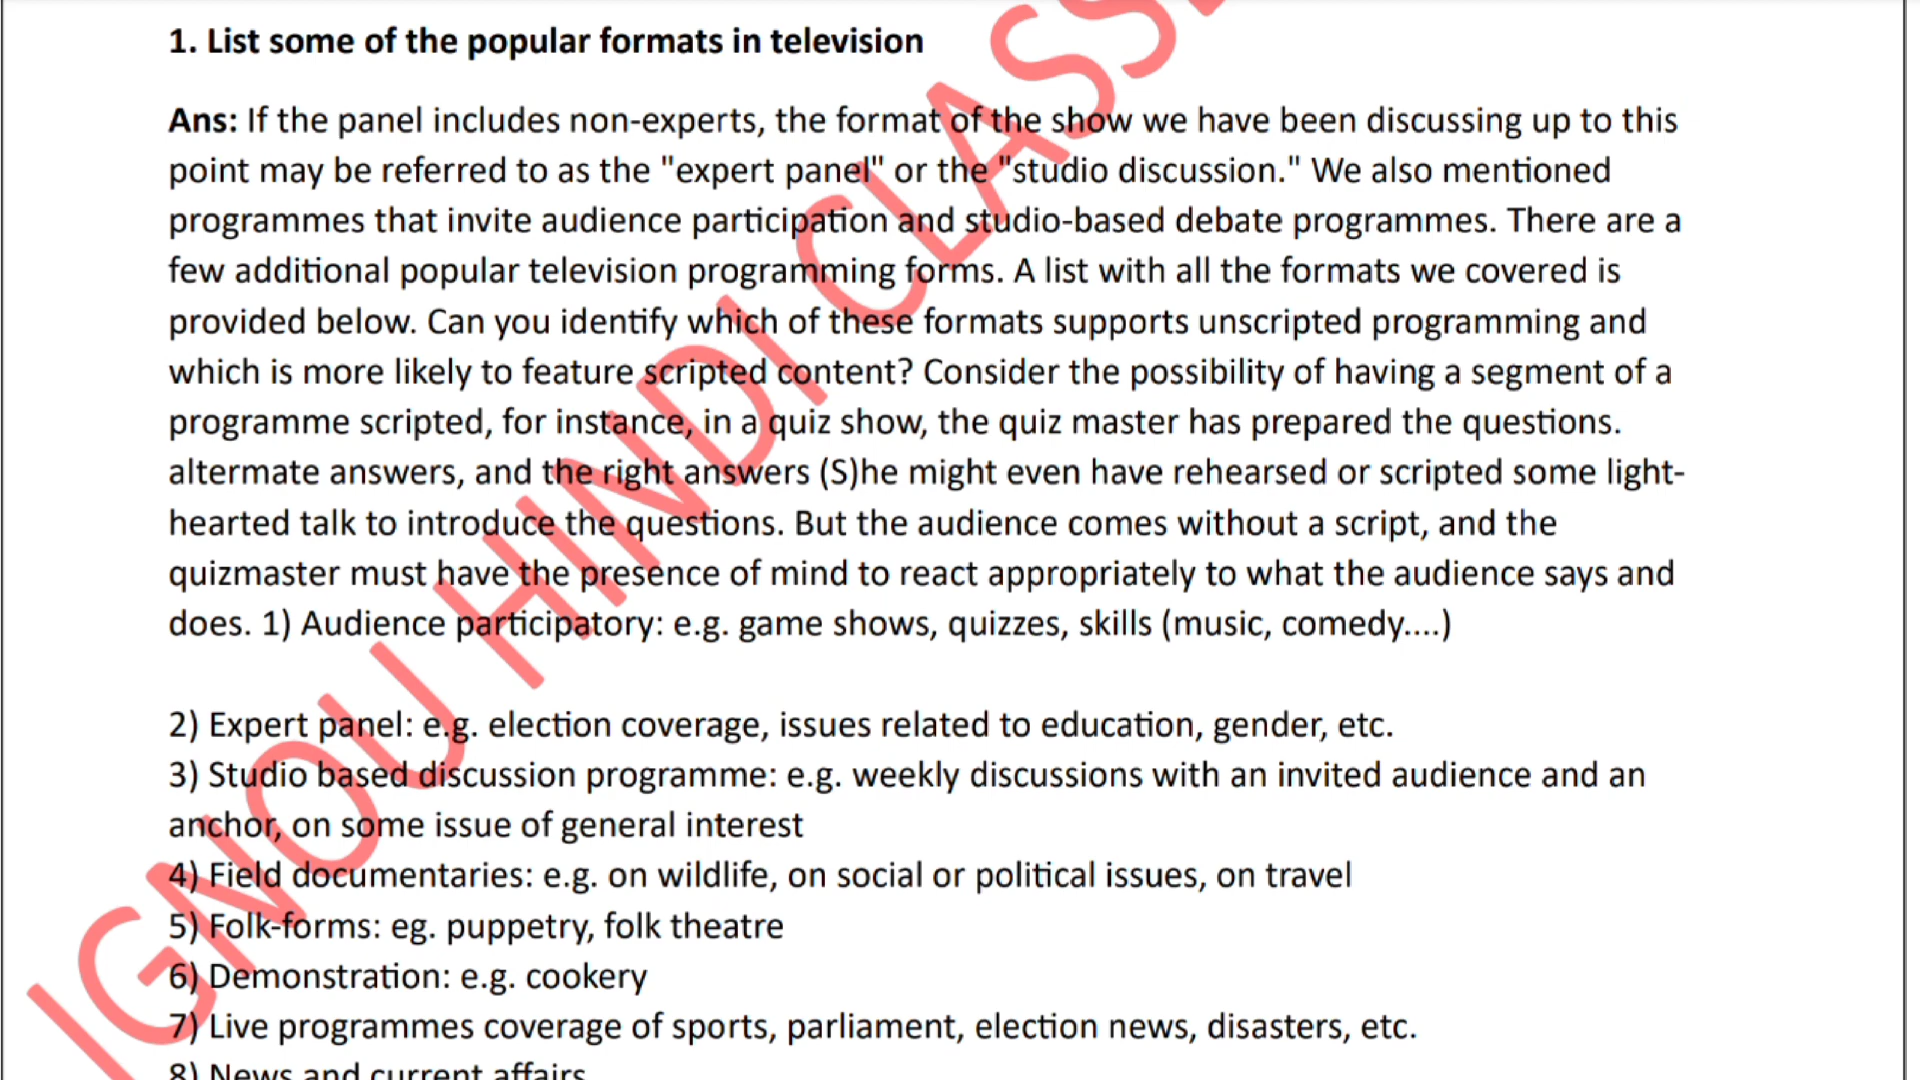 1. List some of the popular formats in television
Ans: If the panel includes non-experts, the format of the show we have been discussing up to this
point may be referred to as the "expert panel" or the "studio discussion." We also mentioned
programmes that invite audience participation and studio-based debate programmes. There are a
few additional popular television programming forms. A list with all the formats we covered is
provided below. Can you identify which of these formats supports unscripted programming and
which is more likely to feature scripted content? Consider the possibility of having a segment of a
programme scripted, for instance, in a quiz show, the quiz master has prepared the questions.
altermate answers, and the right answers (S)he might even have rehearsed or scripted some light-
hearted talk to introduce the questions. But the audience comes without a script, and the
quizmaster must have the presence of mind to react appropriately to what the audience says and
does. 1) Audience participatory: e.g. game shows, quizzes, skills (music, comedy....)
2) Expert panel: e.g. election coverage, issues related to education, gender, etc.
3) Studio based discussion programme: e.g. weekly discussions with an invited audience and an
anchor, on some issue of general interest
4) Field documentaries: e.g. on wildlife, on social or political issues, on travel
5) Folk-forms: eg. puppetry, folk theatre
6) Demonstration: e.g. cookery
7) Live programmes coverage of sports, parliament, election news, disasters, etc.
8) News and current affairs
IGNOU HINDI CLASS